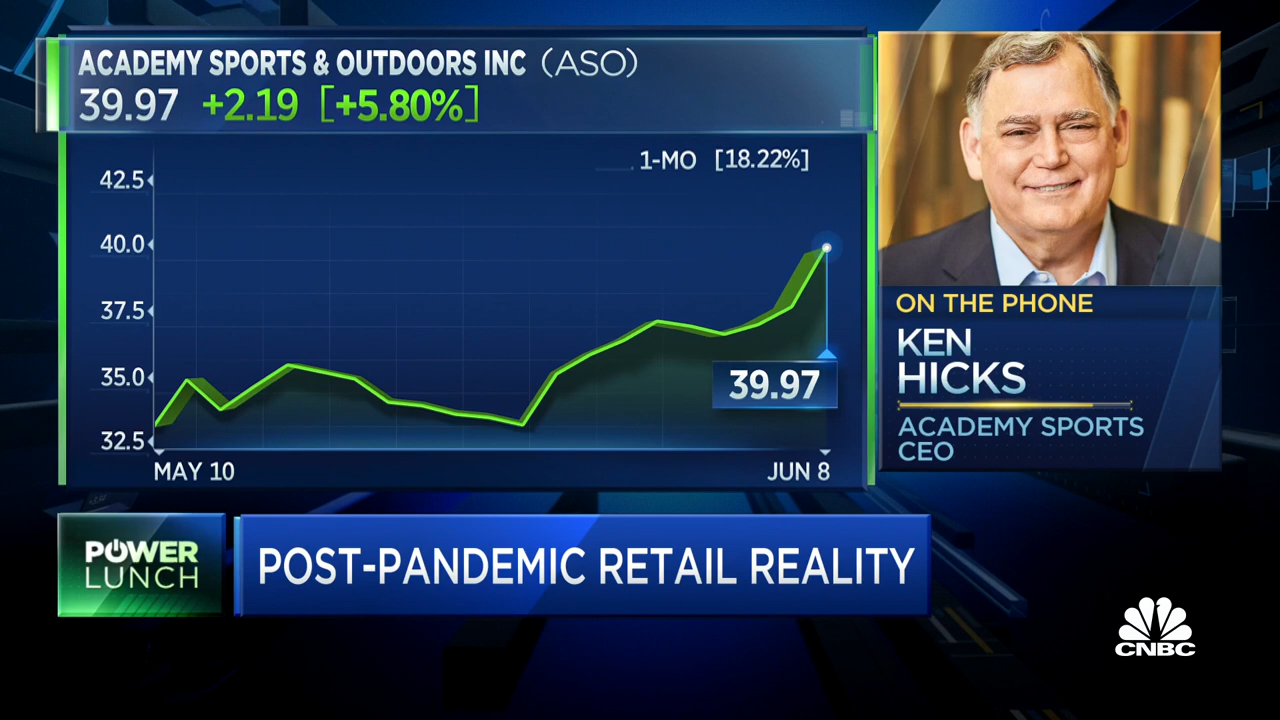 ACADEMY SPORTS & OUTDOORS INC (ASO)
39.97 +2.19 [+5.80%]
1-MO [18.22%]
42.5
40.0
37.5
35.0
32.5
39.97
MAY 10 JUN 8
ON THE PHONE
KEN
HICKS
ACADEMY SPORTS
CEO
POWER
LUNCH
POST-PANDEMIC RETAIL REALITY
CNBC